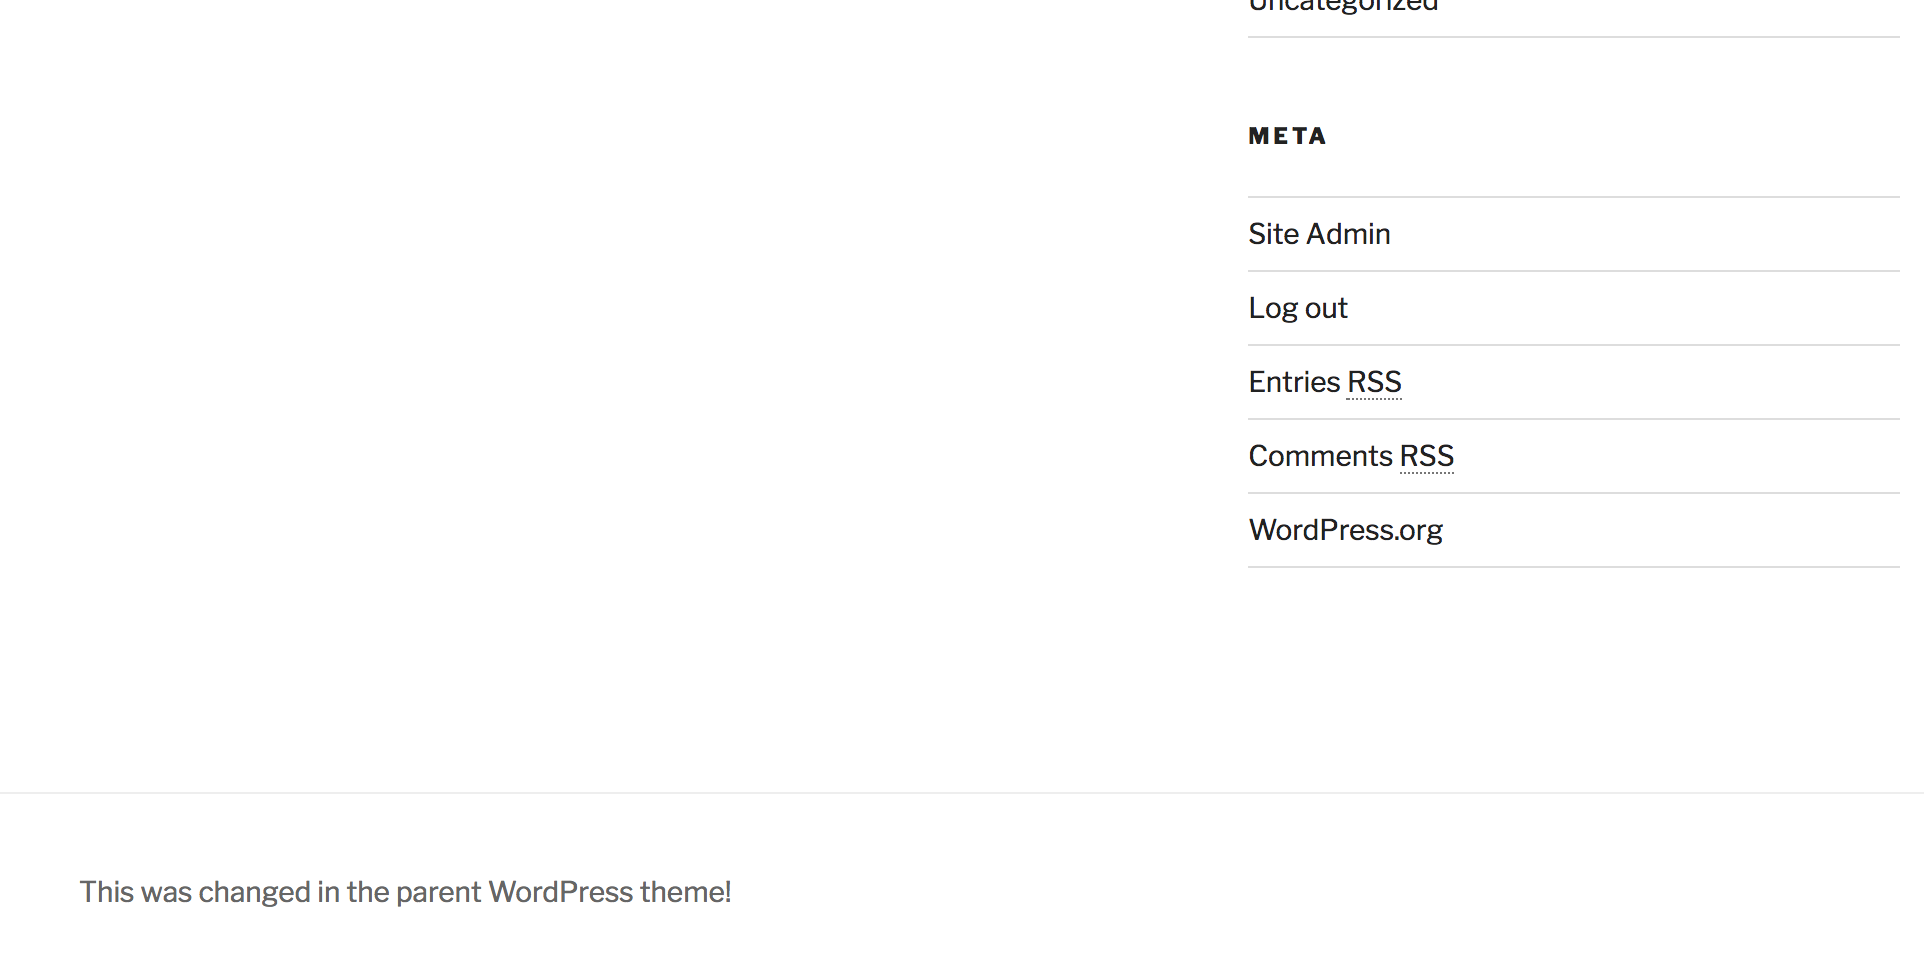 Uncategorized
META
Site Admin
Log out
Entries RSS
Comments RSS
WordPress.org
This was changed in the parent WordPress theme!